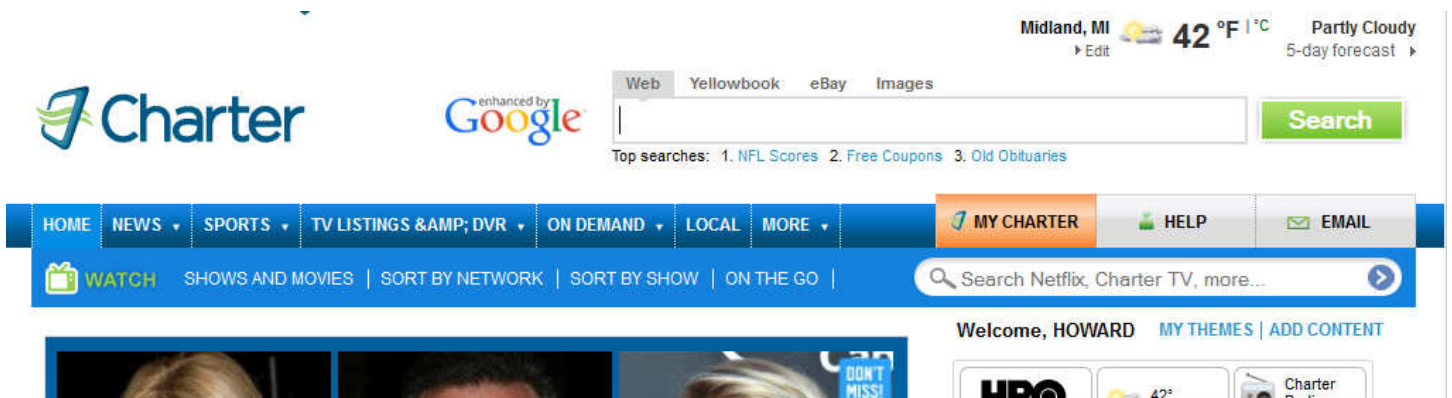 Midland, MI 42 °F | °C Partly Cloudy
Edit 5-day forecast
Charter
enhanced by
Google
Web Yellowbook eBay Images
Search
Top searches: 1. NFL Scores 2. Free Coupons 3. Old Obituaries
HOME NEWS SPORTS TV LISTINGS &AMP; DVR ON DEMAND LOCAL MORE MY CHARTER HELP EMAIL
WATCH SHOWS AND MOVIES | SORT BY NETWORK | SORT BY SHOW | ON THE GO |
Search Netflix, Charter TV, more...
Welcome, HOWARD MY THEMES | ADD CONTENT
DON'T
MISS!
HBO 42° Charter